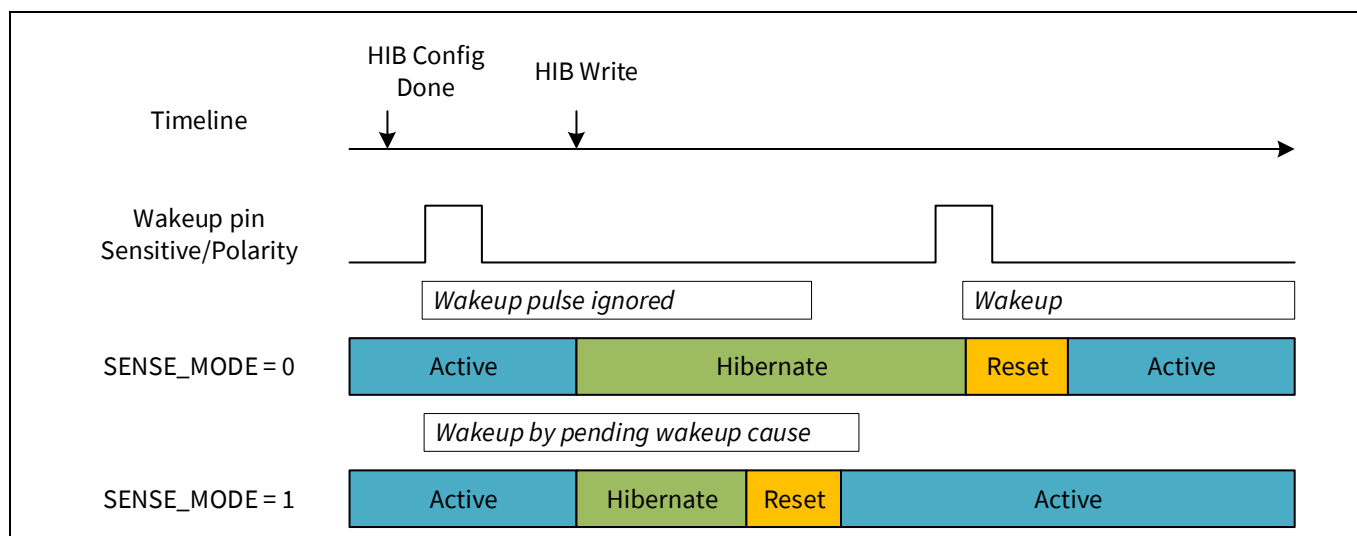 HIB Config
Done
HIB Write
Timeline
Wakeup pin
Sensitive/Polarity
Wakeup pulse ignored
Wakeup
SENSE_MODE = 0
Active
Hibernate
Reset
Active
Wakeup by pending wakeup cause
SENSE_MODE = 1
Active
Hibernate
Reset
Active